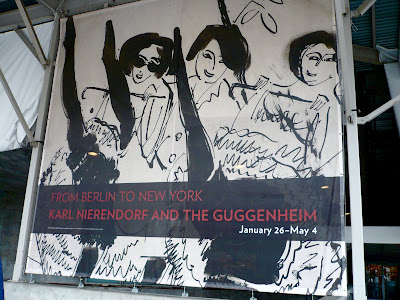 FROM BERLIN TO NEW YORK
KARL NIERENDORF AND THE GUGGENHEIM
January 26–May 4